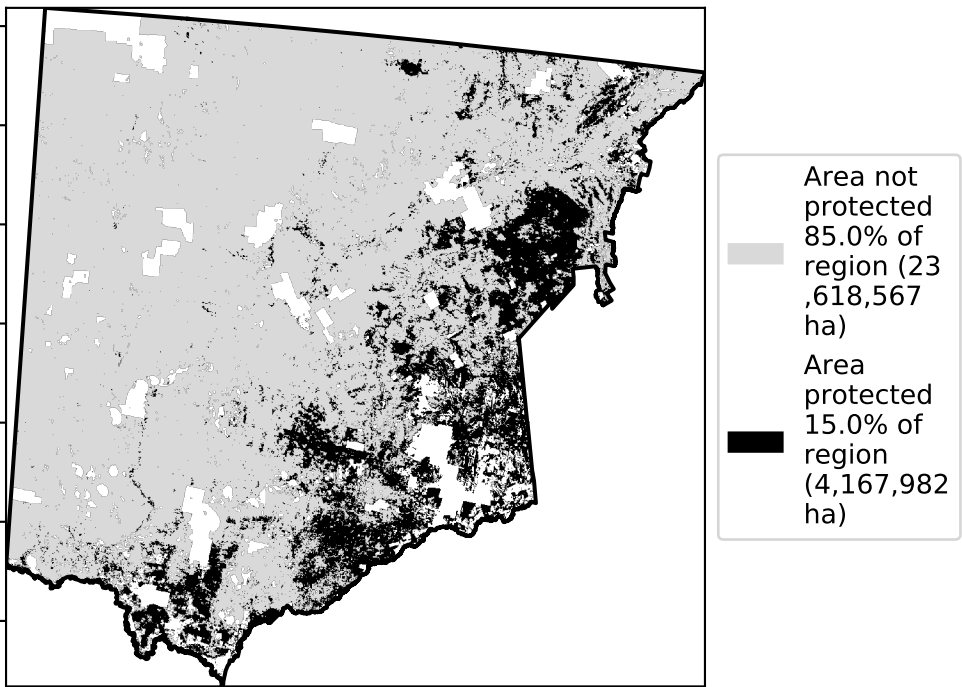 Area not
protected
85.0% of
region (23
,618,567
ha)
Area
protected
15.0% of
region
(4,167,982
ha)